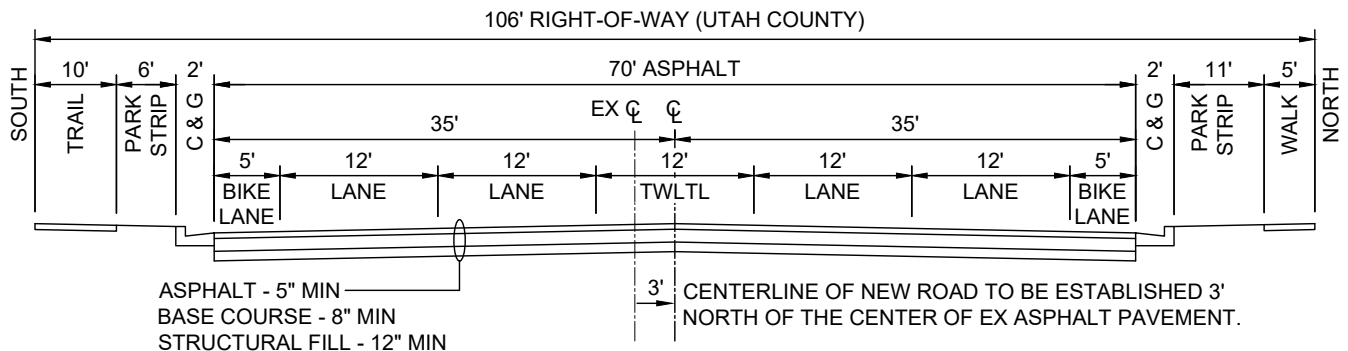 106' RIGHT-OF-WAY (UTAH COUNTY)
SOUTH
10'
TRAIL
6'
PARK
STRIP
2'
C & G
70' ASPHALT
2'
C & G
11'
PARK
STRIP
5'
WALK
NORTH
EX ℄ ℄
35' 35'
5'
BIKE
LANE
12'
LANE
12'
LANE
12'
TWLTL
12'
LANE
12'
LANE
5'
BIKE
LANE
ASPHALT - 5" MIN
BASE COURSE - 8" MIN
STRUCTURAL FILL - 12" MIN
3'
CENTERLINE OF NEW ROAD TO BE ESTABLISHED 3'
NORTH OF THE CENTER OF EX ASPHALT PAVEMENT.